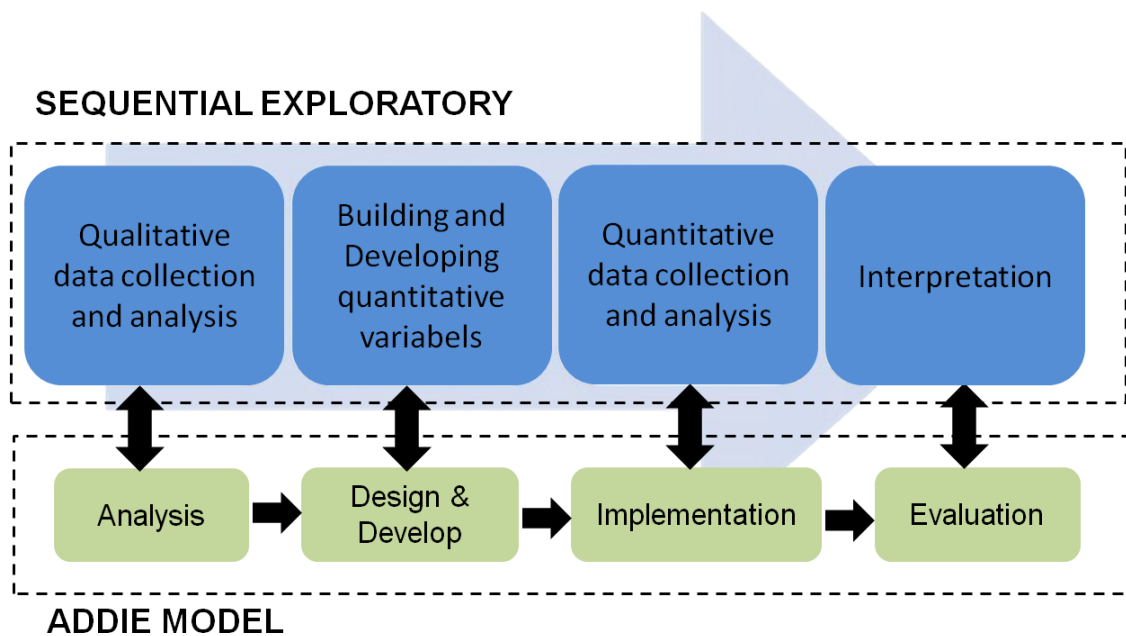 SEQUENTIAL EXPLORATORY
Qualitative
data collection
and analysis
Building and
Developing
quantitative
variabels
Quantitative
data collection
and analysis
Interpretation
Analysis
Design &
Develop
Implementation
Evaluation
ADDIE MODEL